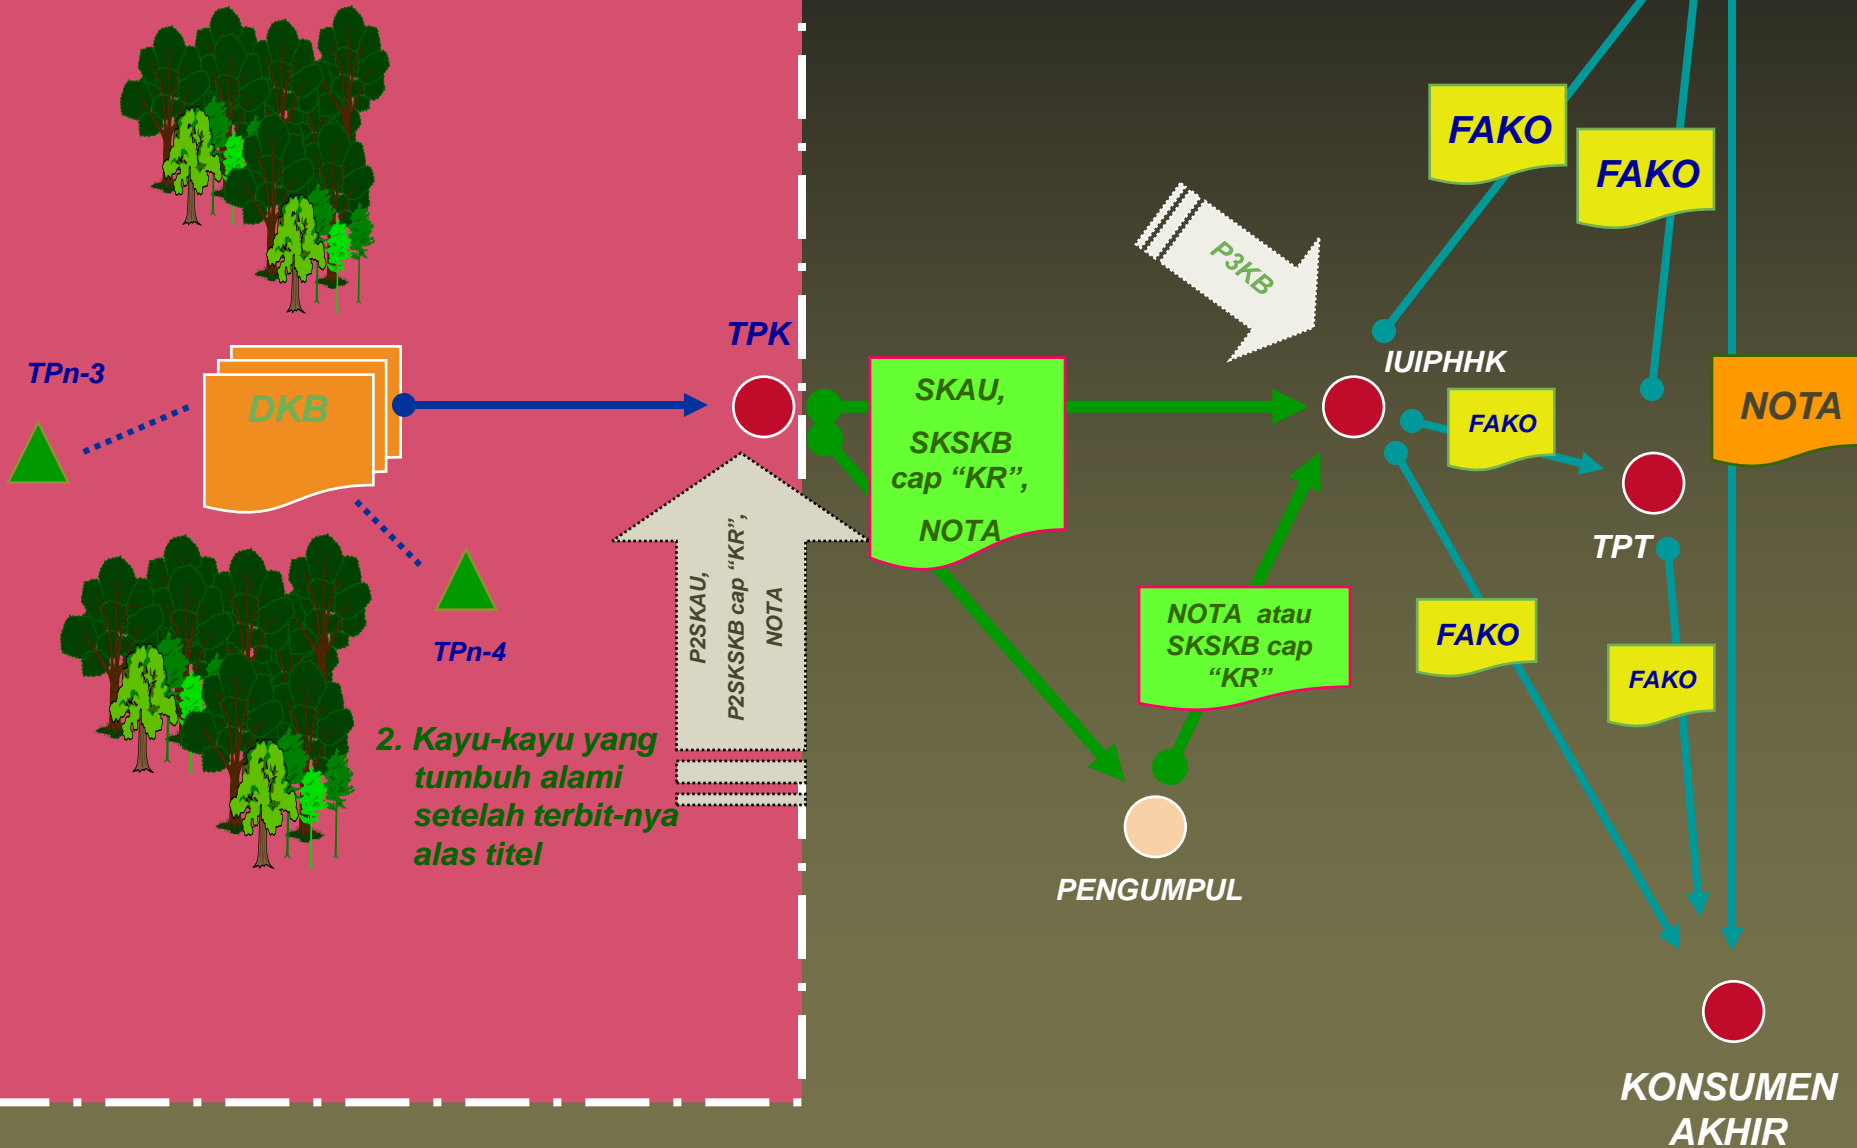 FAKO
FAKO
P3KB
TPK
IUIPHHK
TPn-3
DKB
SKAU,
SKSKB
cap “KR”,
NOTA
FAKO
NOTA
TPT
P2SKAU,
P2SKSKB cap “KR”,
NOTA
NOTA atau
SKSKB cap
“KR”
FAKO
FAKO
TPn-4
2. Kayu-kayu yang
tumbuh alami
setelah terbit-nya
alas titel
PENGUMPUL
KONSUMEN
AKHIR